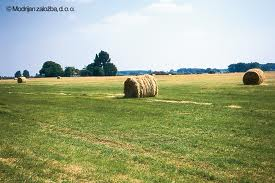 © Modrijan založba, d. o. o.